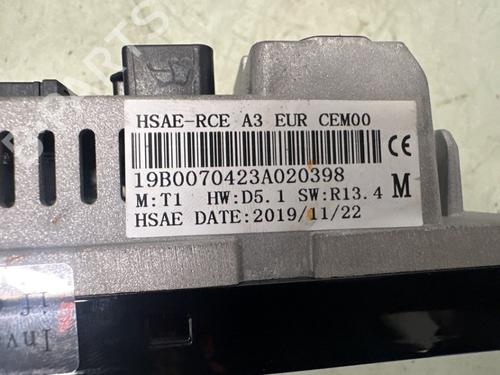 HSAE-RCE A3 EUR CEM00
CE
19B0070423A020398
M:T1 HW:D5.1 SW:R13.4 M
HSAE DATE:2019/11/22
PARTS